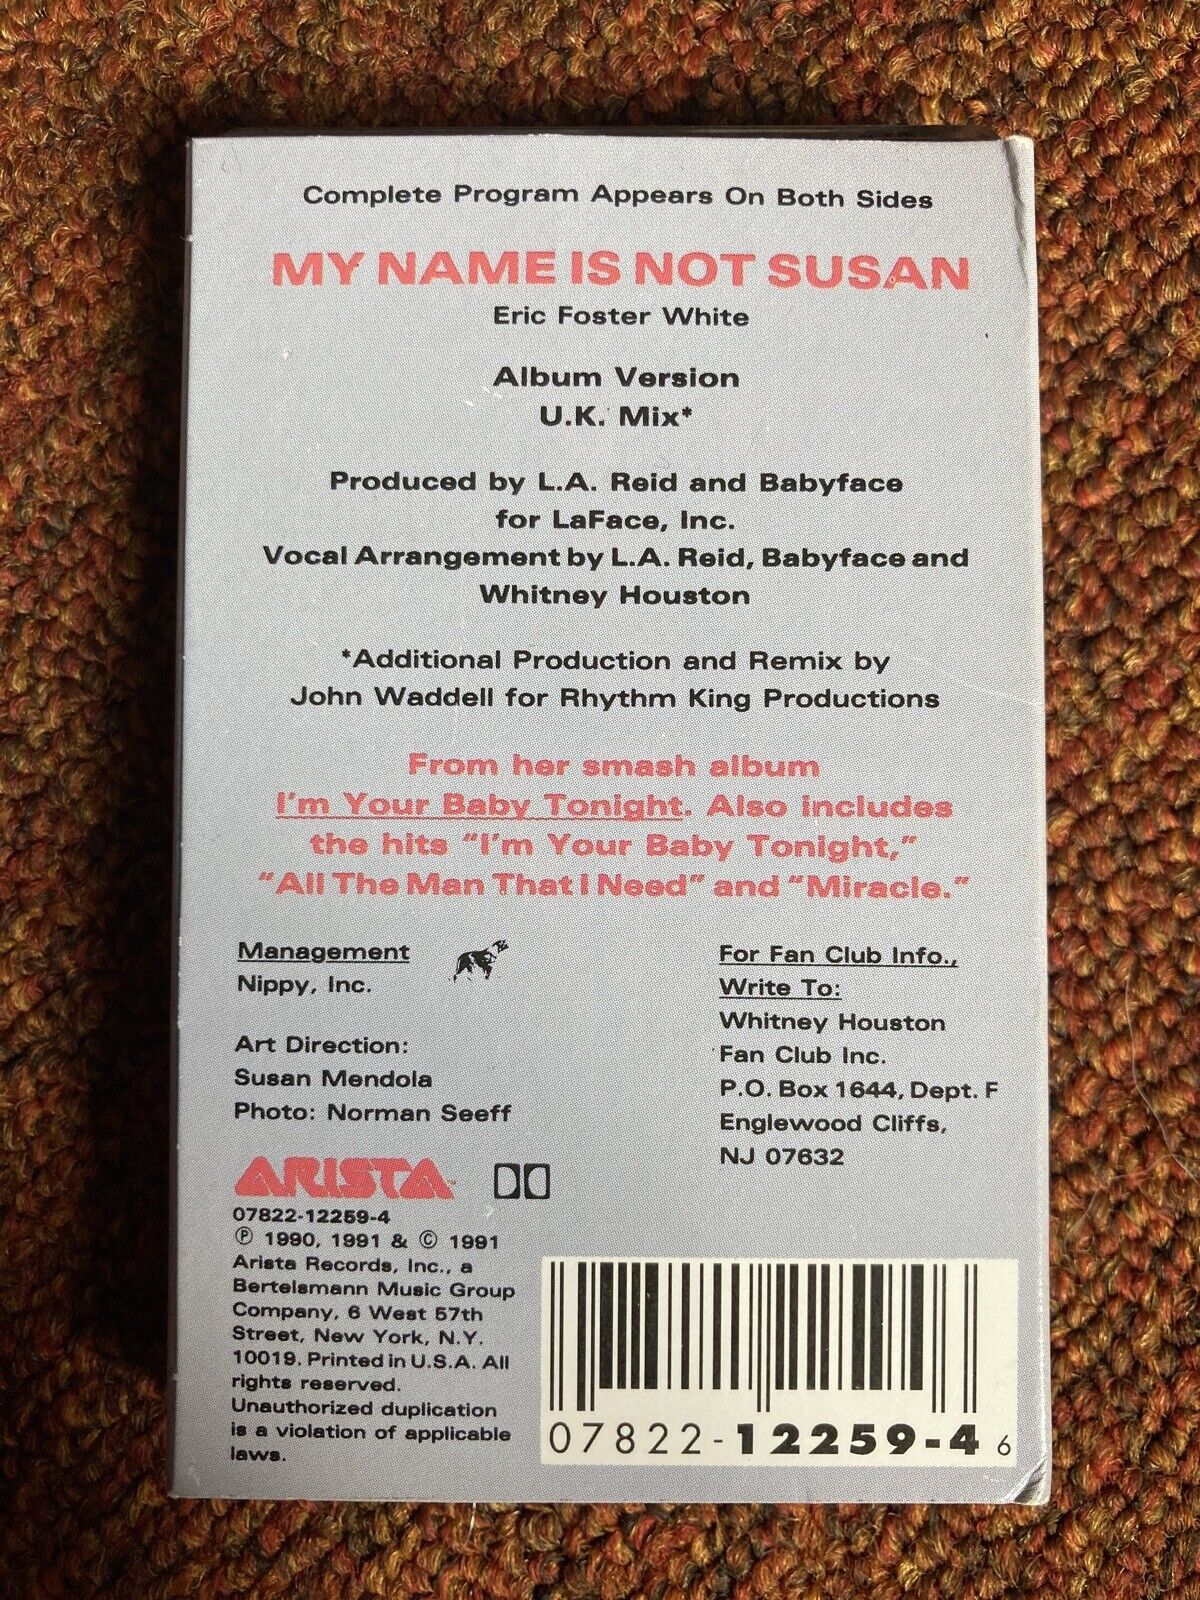 Complete Program Appears On Both Sides
MY NAME IS NOT SUSAN
Eric Foster White
Album Version
U.K. Mix*
Produced by L.A. Reid and Babyface
for LaFace, Inc.
Vocal Arrangement by L.A. Reid, Babyface and
Whitney Houston
*Additional Production and Remix by
John Waddell for Rhythm King Productions
From her smash album
I'm Your Baby Tonight. Also includes
the hits "I'm Your Baby Tonight,"
"All The Man That I Need" and "Miracle."
Management
Nippy, Inc.
Art Direction:
Susan Mendola
Photo: Norman Seeff
For Fan Club Info.,
Write To:
Whitney Houston
Fan Club Inc.
P.O. Box 1644, Dept. F
Englewood Cliffs,
NJ 07632
ARISTA™
07822-12259-4
℗ 1990, 1991 & © 1991
Arista Records, Inc., a
Bertelsmann Music Group
Company, 6 West 57th
Street, New York, N.Y.
10019. Printed in U.S.A. All
rights reserved.
Unauthorized duplication
is a violation of applicable
laws.
07822-12259-4 6